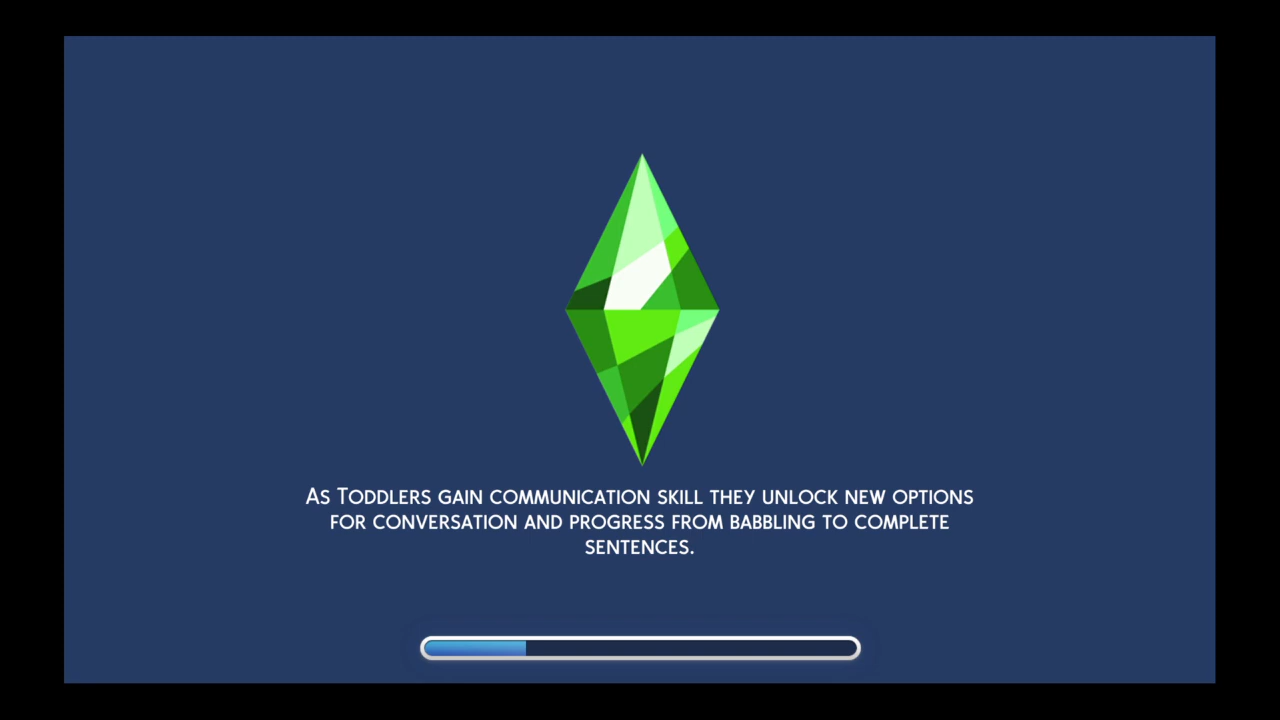 As Toddlers gain communication skill they unlock new options
for conversation and progress from babbling to complete
sentences.